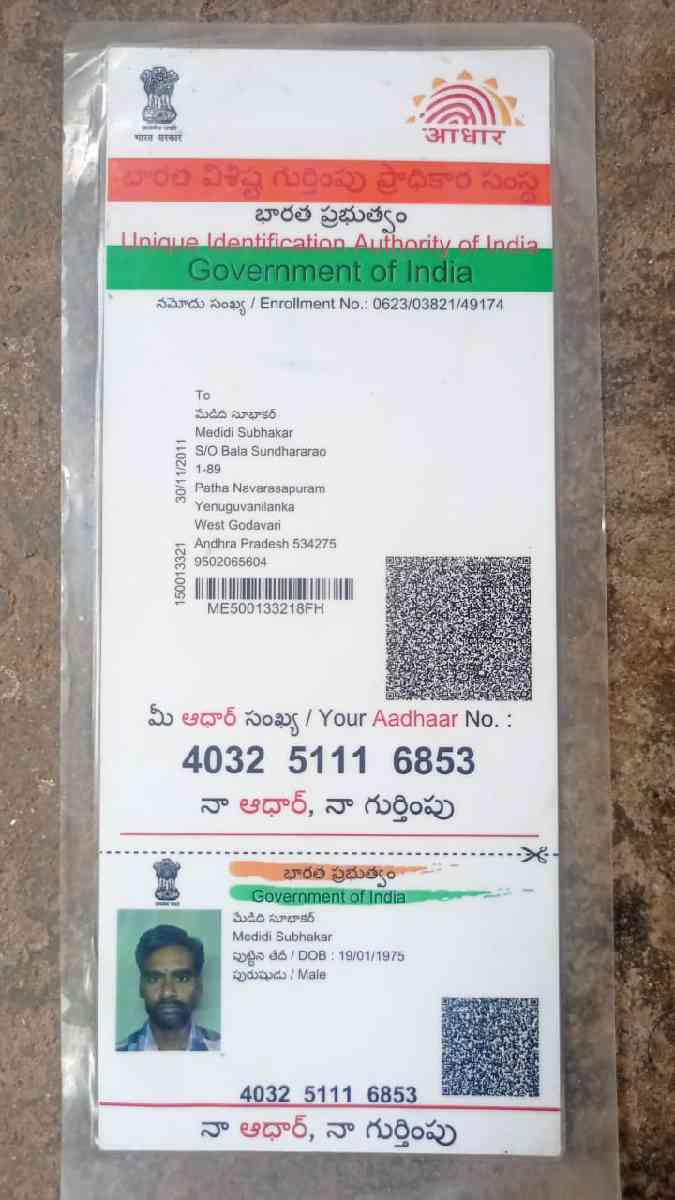 भारत सरकार
आधार
భారత విశిష్ట గుర్తింపు ప్రాధికార సంస్థ
భారత ప్రభుత్వం
Unique Identification Authority of India
Government of India
నమోదు సంఖ్య / Enrollment No.: 0623/03821/49174
To
మేడిది సూభాకర్
Medidi Subhakar
S/O Bala Sundhararao
1-89
Patha Navarasapuram
Yenuguvanilanka
West Godavari
Andhra Pradesh 534275
9502065604
30/11/2011
150013321
ME500133218FH
మీ ఆధార్ సంఖ్య / Your Aadhaar No. :
4032 5111 6853
నా ఆధార్, నా గుర్తింపు
భారత ప్రభుత్వం
Government of India
మేడిది సూభాకర్
Medidi Subhakar
పుట్టిన తేదీ / DOB : 19/01/1975
పురుషుడు / Male
4032 5111 6853
నా ఆధార్, నా గుర్తింపు